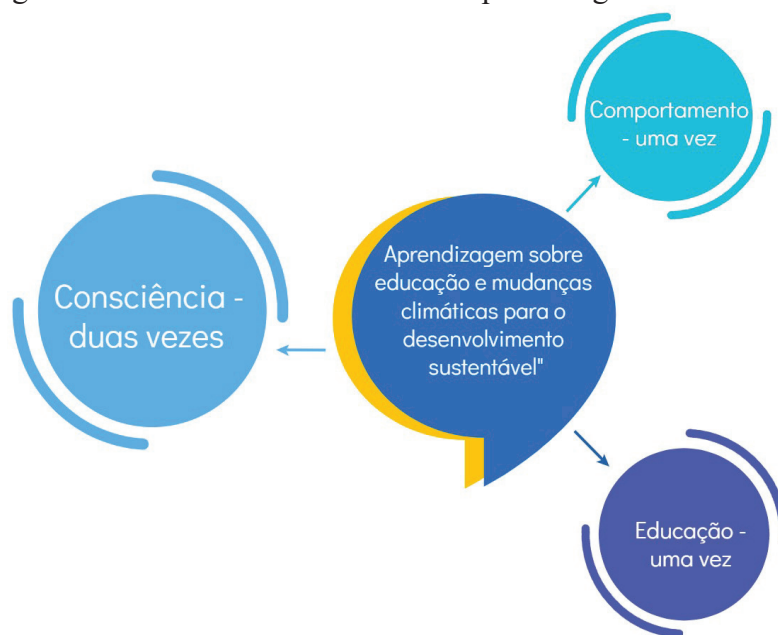 Comportamento
- uma vez
Consciência -
duas vezes
Aprendizagem sobre
educação e mudanças
climáticas para o
desenvolvimento
sustentável"
Educação -
uma vez